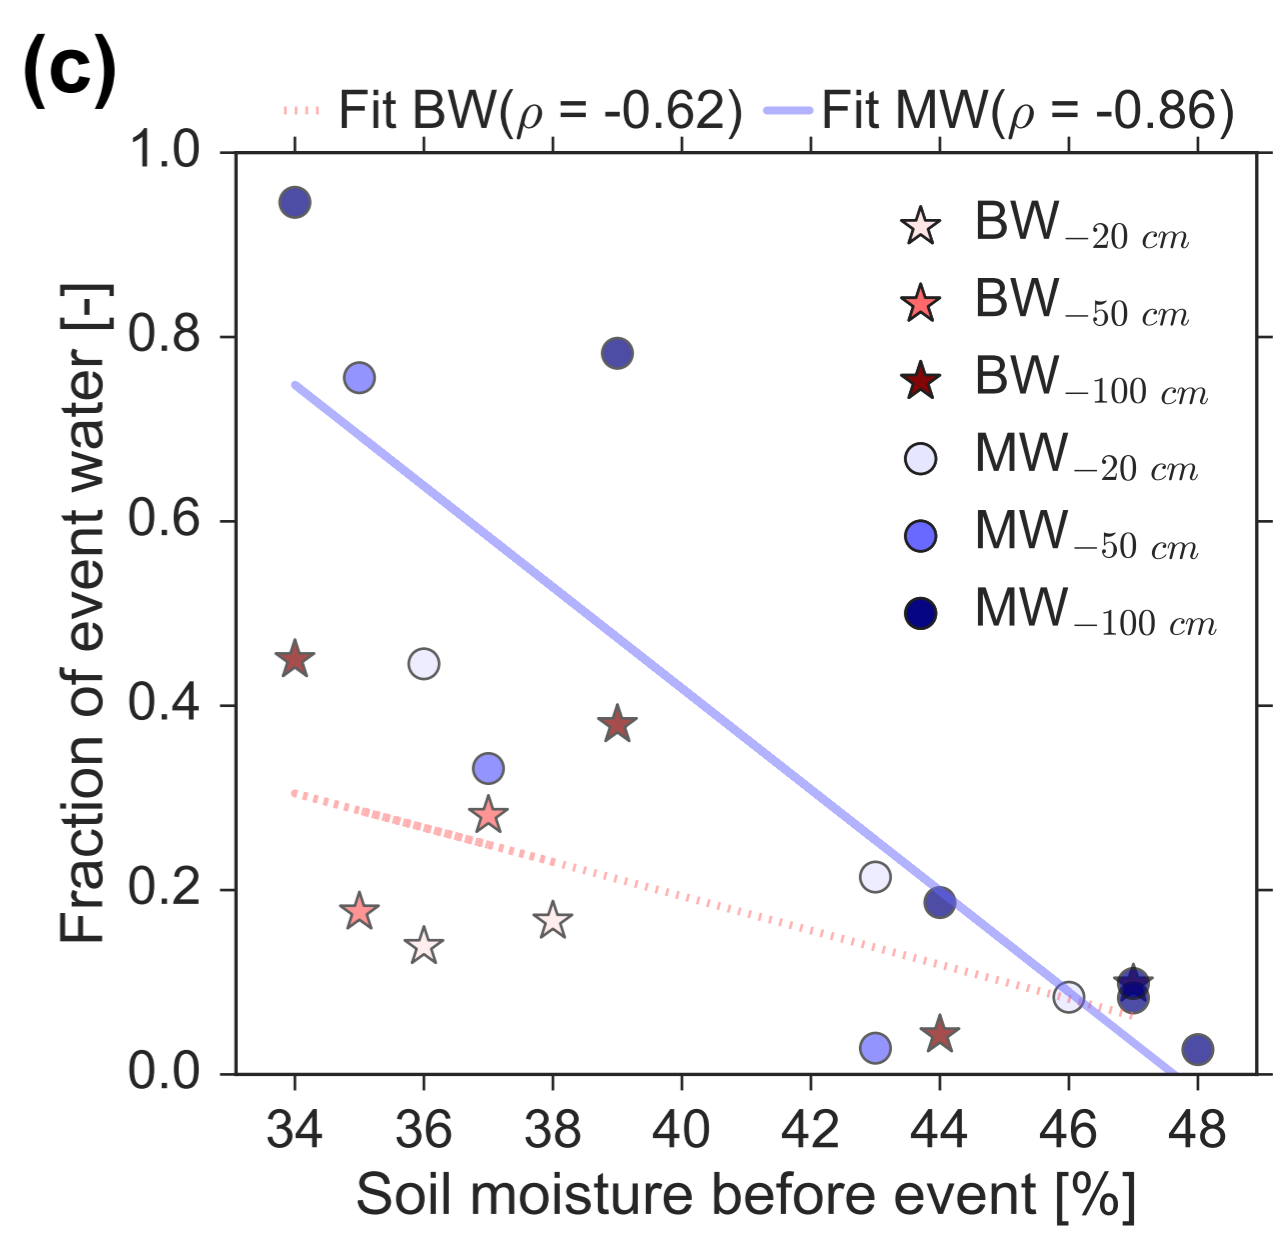 (c)
Fit BW(ρ = -0.62) Fit MW(ρ = -0.86)
1.0
0.8
0.6
0.4
0.2
0.0
Fraction of event water [-]
BW−20 cm
BW−50 cm
BW−100 cm
MW−20 cm
MW−50 cm
MW−100 cm
34 36 38 40 42 44 46 48
Soil moisture before event [%]